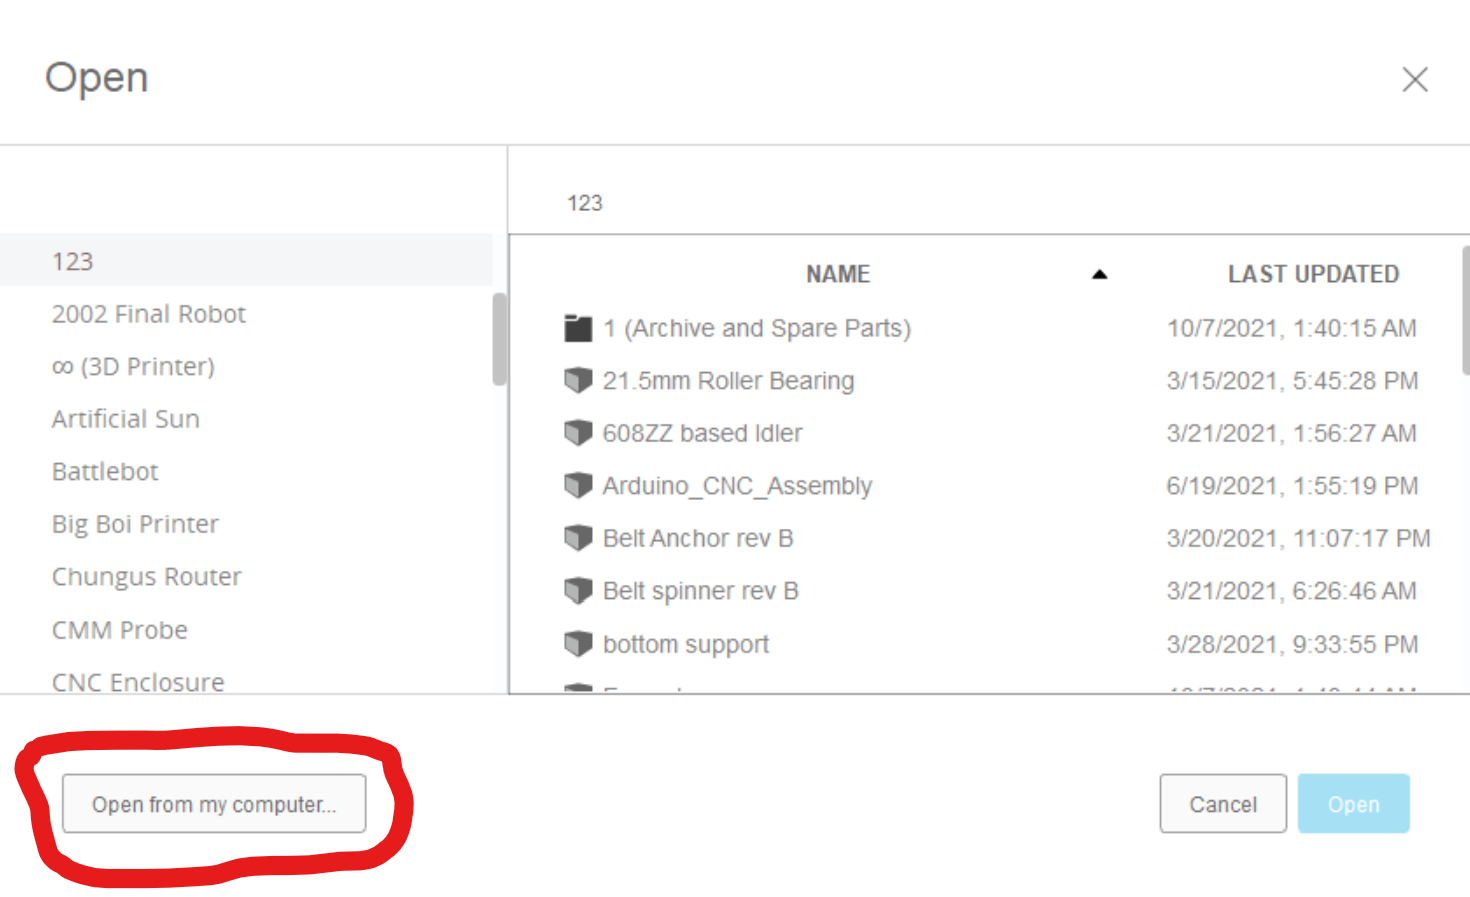 Open
123
123
2002 Final Robot
∞ (3D Printer)
Artificial Sun
Battlebot
Big Boi Printer
Chungus Router
CMM Probe
CNC Enclosure
NAME LAST UPDATED
1 (Archive and Spare Parts) 10/7/2021, 1:40:15 AM
21.5mm Roller Bearing 3/15/2021, 5:45:28 PM
608ZZ based Idler 3/21/2021, 1:56:27 AM
Arduino_CNC_Assembly 6/19/2021, 1:55:19 PM
Belt Anchor rev B 3/20/2021, 11:07:17 PM
Belt spinner rev B 3/21/2021, 6:26:46 AM
bottom support 3/28/2021, 9:33:55 PM
Open from my computer...
Cancel
Open